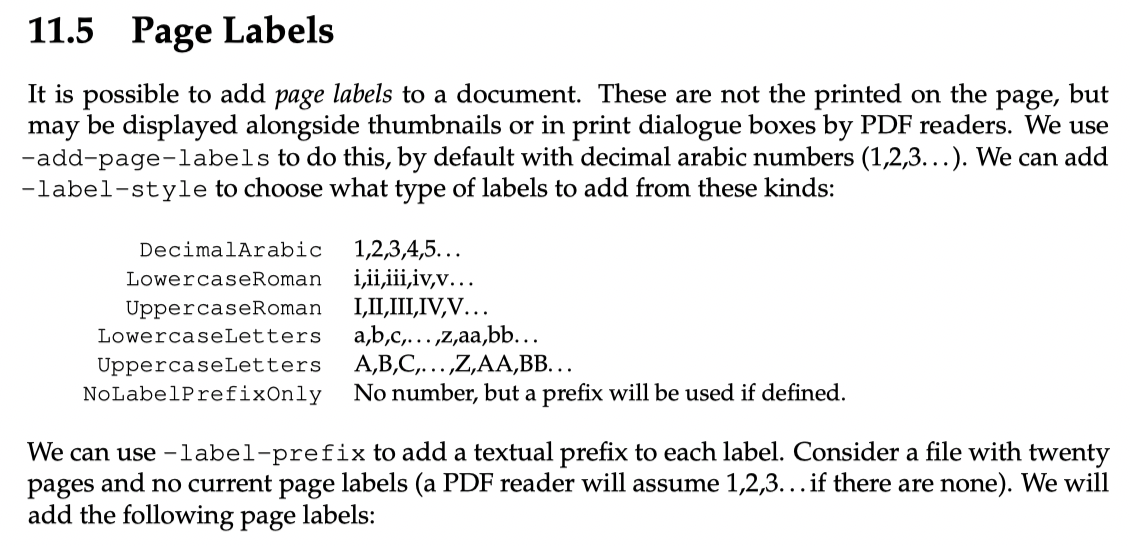 11.5 Page Labels
It is possible to add page labels to a document. These are not the printed on the page, but
may be displayed alongside thumbnails or in print dialogue boxes by PDF readers. We use
-add-page-labels to do this, by default with decimal arabic numbers (1,2,3...). We can add
-label-style to choose what type of labels to add from these kinds:
DecimalArabic 1,2,3,4,5...
LowercaseRoman i,ii,iii,iv,v...
UppercaseRoman I,II,III,IV,V...
LowercaseLetters a,b,c,...,z,aa,bb...
UppercaseLetters A,B,C,...,Z,AA,BB...
NoLabelPrefixOnly No number, but a prefix will be used if defined.
We can use -label-prefix to add a textual prefix to each label. Consider a file with twenty
pages and no current page labels (a PDF reader will assume 1,2,3...if there are none). We will
add the following page labels: